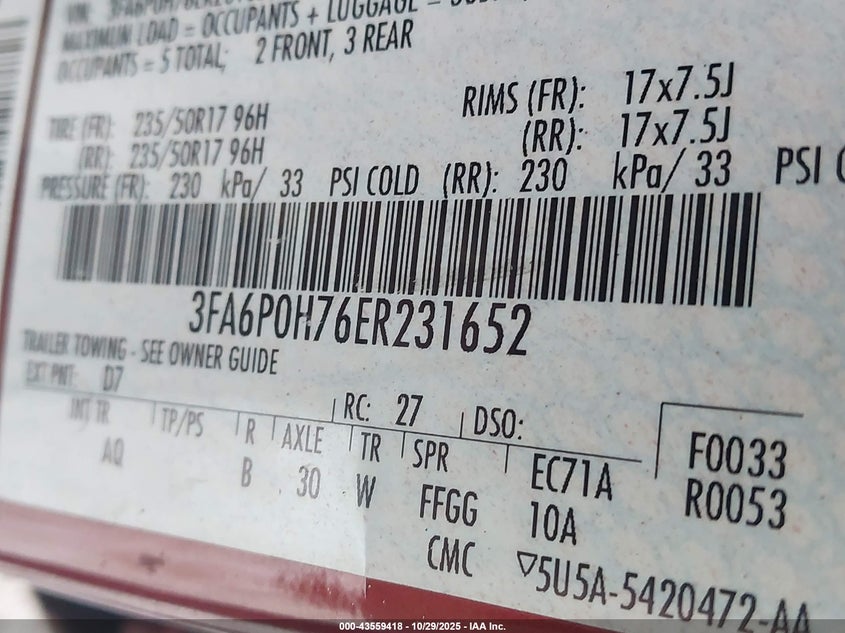 MAXIMUM LOAD = OCCUPANTS + LUGGAGE =
OCCUPANTS = 5 TOTAL; 2 FRONT, 3 REAR
TIRE (FR): 235/50R17 96H RIMS (FR): 17x7.5J
(RR): 235/50R17 96H (RR): 17x7.5J
PRESSURE (FR): 230 kPa/ 33 PSI COLD (RR): 230 kPa/ 33 PSI
3FA6P0H76ER231652
TRAILER TOWING - SEE OWNER GUIDE
EXT PNT: D7 RC: 27 DSO:
INT TR TP/PS R AXLE TR SPR EC71A F0033
AQ B 30 W FFGG 10A R0053
CMC ▽5U5A-5420472-AA
000-43559418 - 10/29/2025 - IAA Inc.